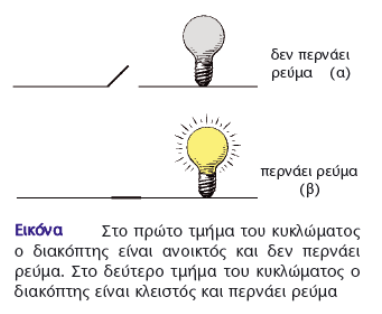 δεν περνάει
ρεύμα (α)
περνάει ρεύμα
(β)
Εικόνα Στο πρώτο τμήμα του κυκλώματος
ο διακόπτης είναι ανοικτός και δεν περνάει
ρεύμα. Στο δεύτερο τμήμα του κυκλώματος ο
διακόπτης είναι κλειστός και περνάει ρεύμα